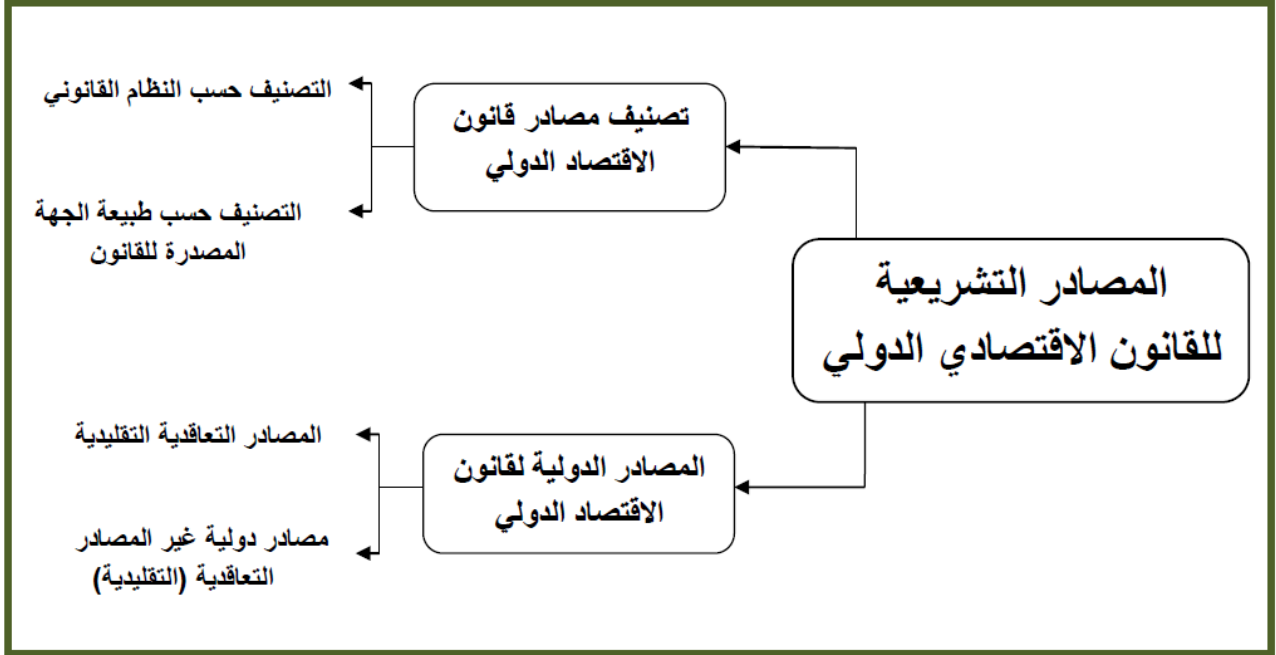 المصادر التشريعية
للقانون الاقتصادي الدولي
تصنيف مصادر قانون
الاقتصاد الدولي
التصنيف حسب النظام القانوني
التصنيف حسب طبيعة الجهة
المصدرة للقانون
المصادر الدولية لقانون
الاقتصاد الدولي
المصادر التعاقدية التقليدية
مصادر دولية غير المصادر
التعاقدية (التقليدية)